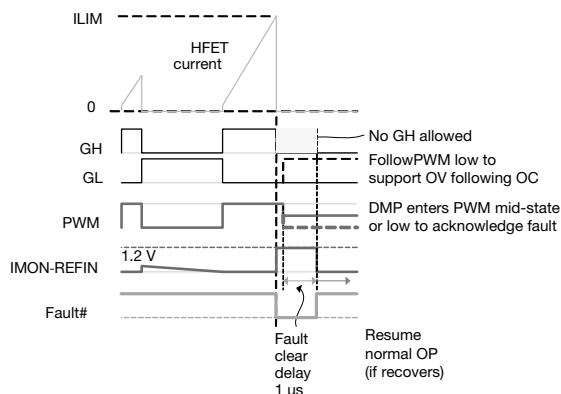 ILIM
HFET
current
0
No GH allowed
GH
FollowPWM low to
support OV following OC
GL
DMP enters PWM mid-state
or low to acknowledge fault
PWM
1.2 V
IMON-REFIN
Fault#
Fault
clear
delay
1 us
Resume
normal OP
(if recovers)